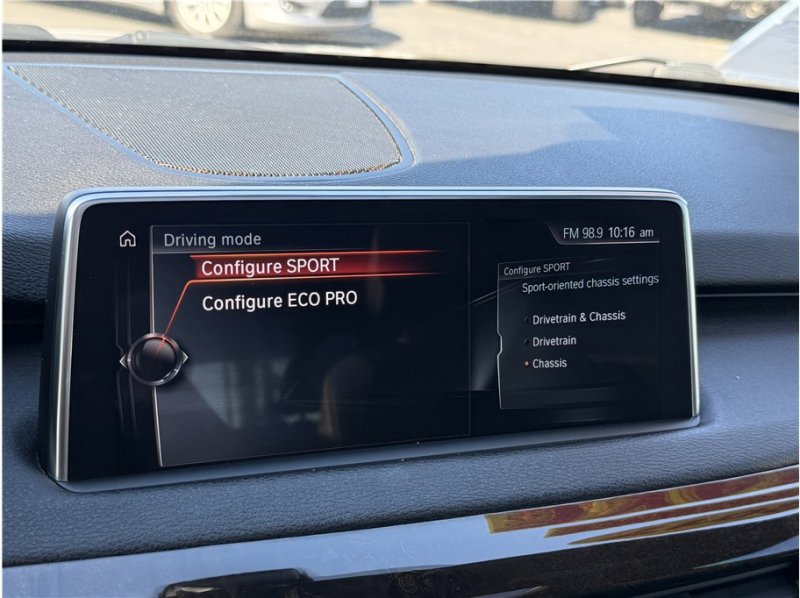 Driving mode
FM 98.9 10:16 am
Configure SPORT
Configure ECO PRO
Configure SPORT
Sport-oriented chassis settings
Drivetrain & Chassis
Drivetrain
Chassis